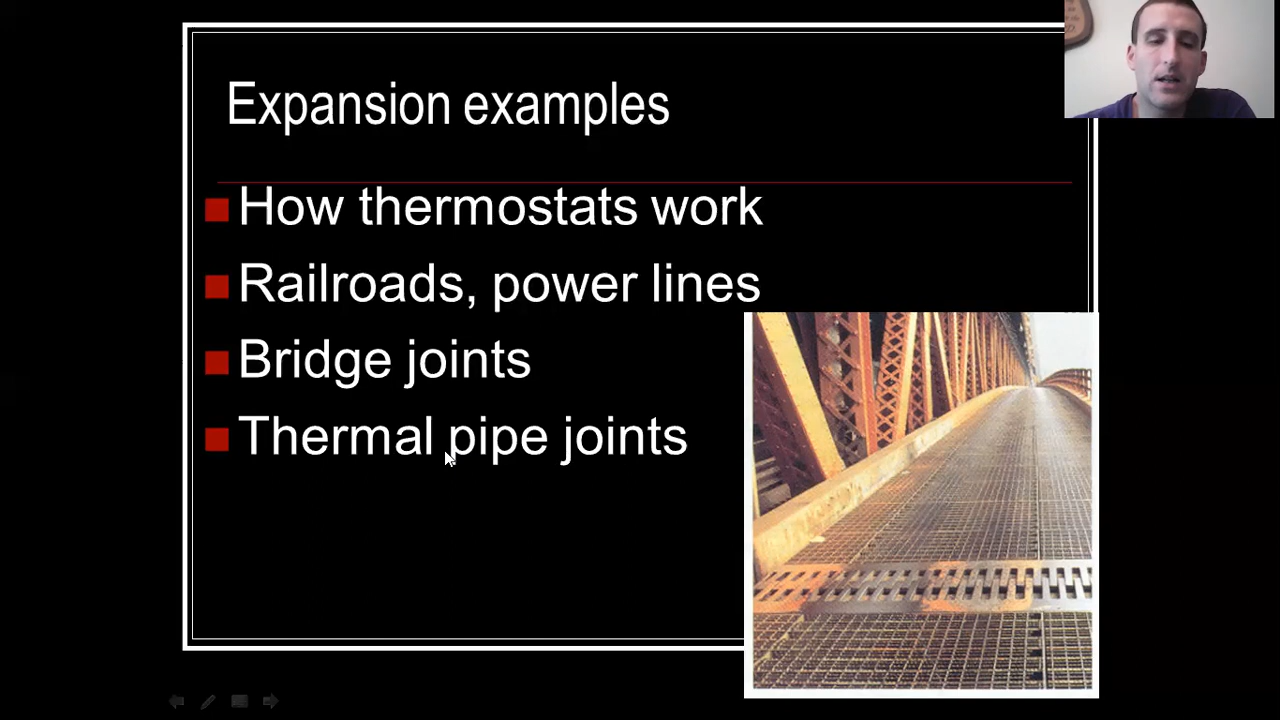 Expansion examples
How thermostats work
Railroads, power lines
Bridge joints
Thermal pipe joints